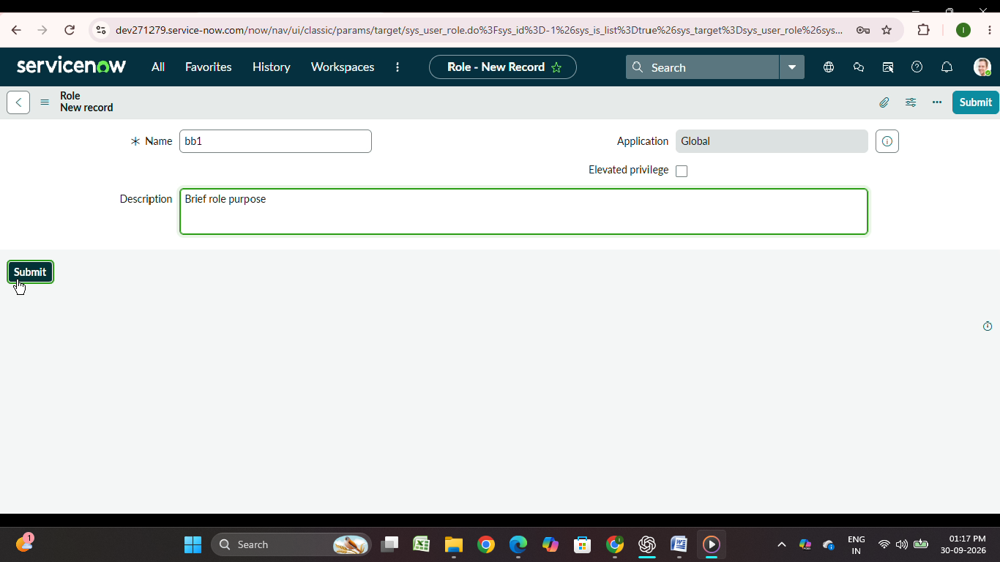 dev271279.service-now.com/now/nav/ui/classic/params/target/sys_user_role.do%3Fsys_id%3D-1%26sys_is_list%3Dtrue%26sys_target%3Dsys_user_role%26sys...
I
servicenow
All
Favorites
History
Workspaces
Role - New Record
Search
Role
New record
Submit
* Name
bb1
Application
Global
Elevated privilege
Description
Brief role purpose
Submit
1
Search
ENG
IN
01:17 PM
30-09-2026